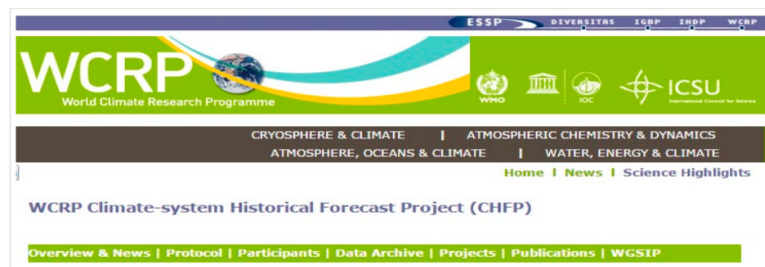 ESSP DIVERSITAS IGBP IHDP WCRP
WCRP
World Climate Research Programme
WMO IOC ICSU
International Council for Science
CRYOSPHERE & CLIMATE | ATMOSPHERIC CHEMISTRY & DYNAMICS
ATMOSPHERE, OCEANS & CLIMATE | WATER, ENERGY & CLIMATE
Home I News I Science Highlights
WCRP Climate-system Historical Forecast Project (CHFP)
Overview & News | Protocol | Participants | Data Archive | Projects | Publications | WGSIP